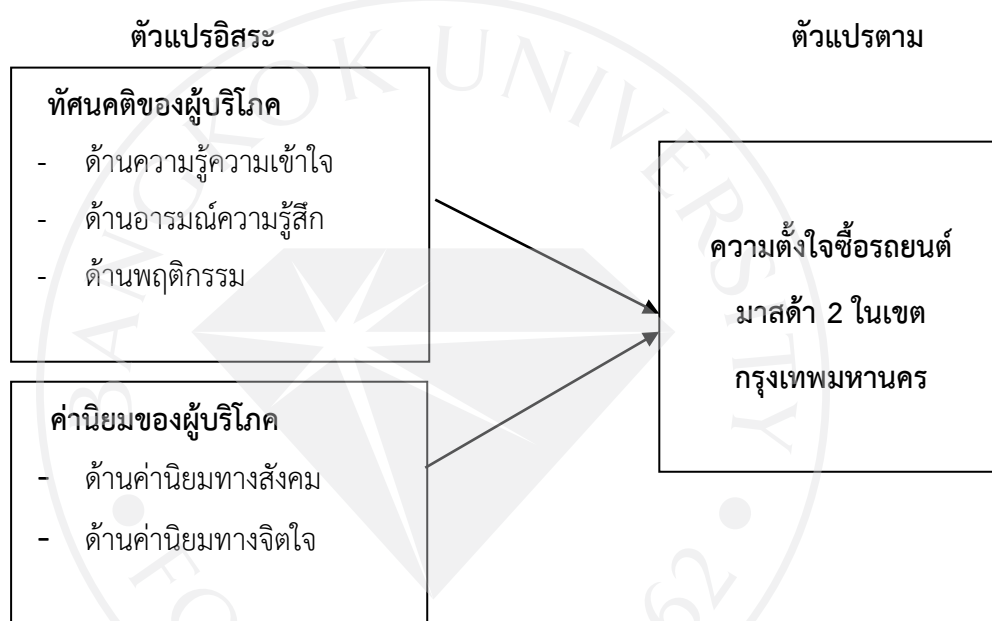 ตัวแปรอิสระ
ตัวแปรตาม
ทัศนคติของผู้บริโภค
- ด้านความรู้ความเข้าใจ
- ด้านอารมณ์ความรู้สึก
- ด้านพฤติกรรม
ความตั้งใจซื้อรถยนต์
มาสด้า 2 ในเขต
กรุงเทพมหานคร
ค่านิยมของผู้บริโภค
- ด้านค่านิยมทางสังคม
- ด้านค่านิยมทางจิตใจ
BANGKOK UNIVERSITY